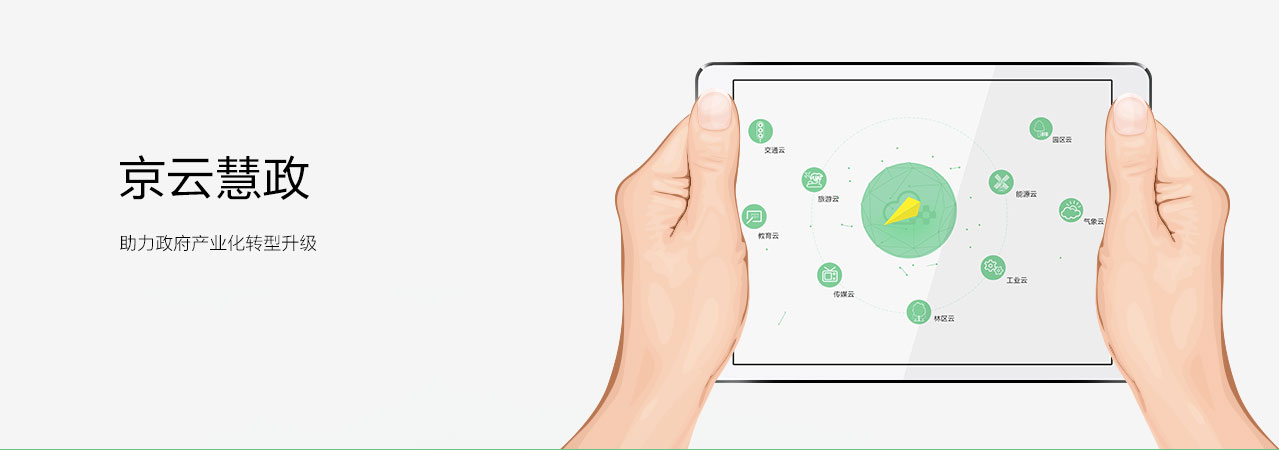 京云慧政
助力政府产业化转型升级
交通云
园区云
旅游云
能源云
教育云
气象云
传媒云
工业云
林区云